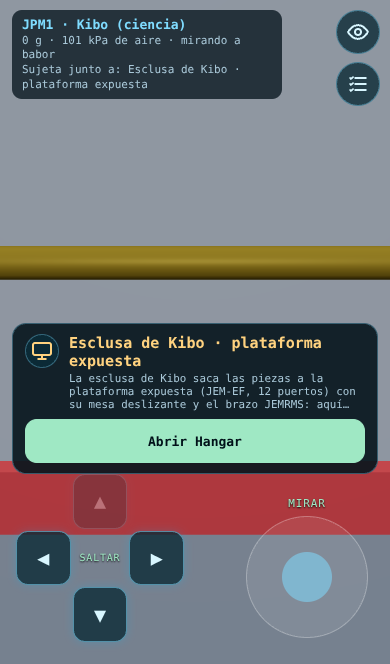 JPM1 · Kibo (ciencia)
0 g · 101 kPa de aire · mirando a
babor
Sujeta junto a: Esclusa de Kibo ·
plataforma expuesta
Esclusa de Kibo · plataforma
expuesta
La esclusa de Kibo saca las piezas a la
plataforma expuesta (JEM-EF, 12 puertos) con
su mesa deslizante y el brazo JEMRMS: aquí…
Abrir Hangar
MIRAR
SALTAR